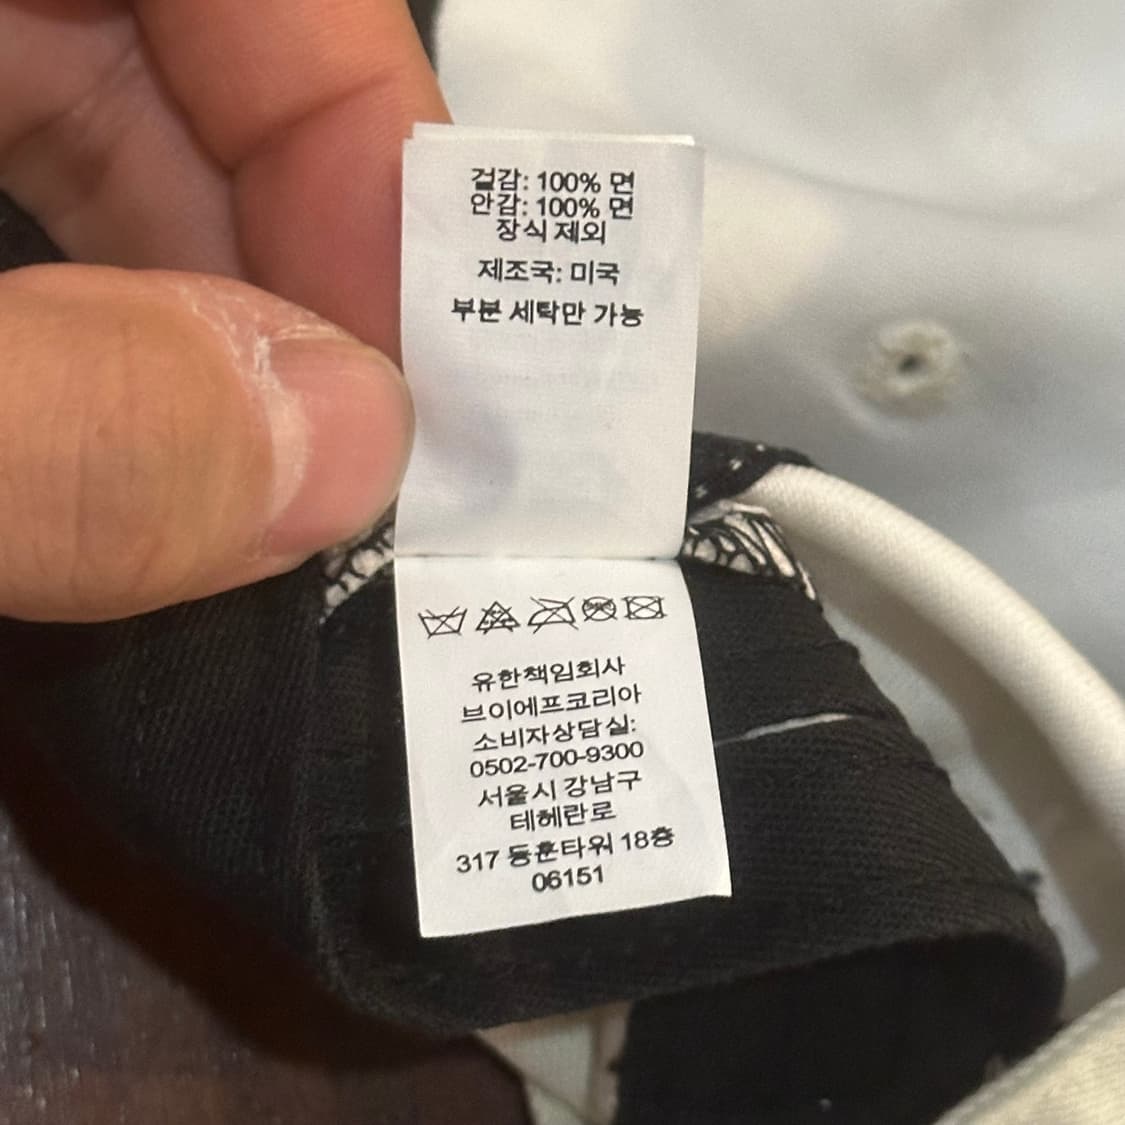 겉감: 100% 면
안감: 100% 면
장식 제외
제조국: 미국
부분 세탁만 가능
유한책임회사
브이에프코리아
소비자상담실:
0502-700-9300
서울시 강남구
테헤란로
317 동훈타워 18층
06151